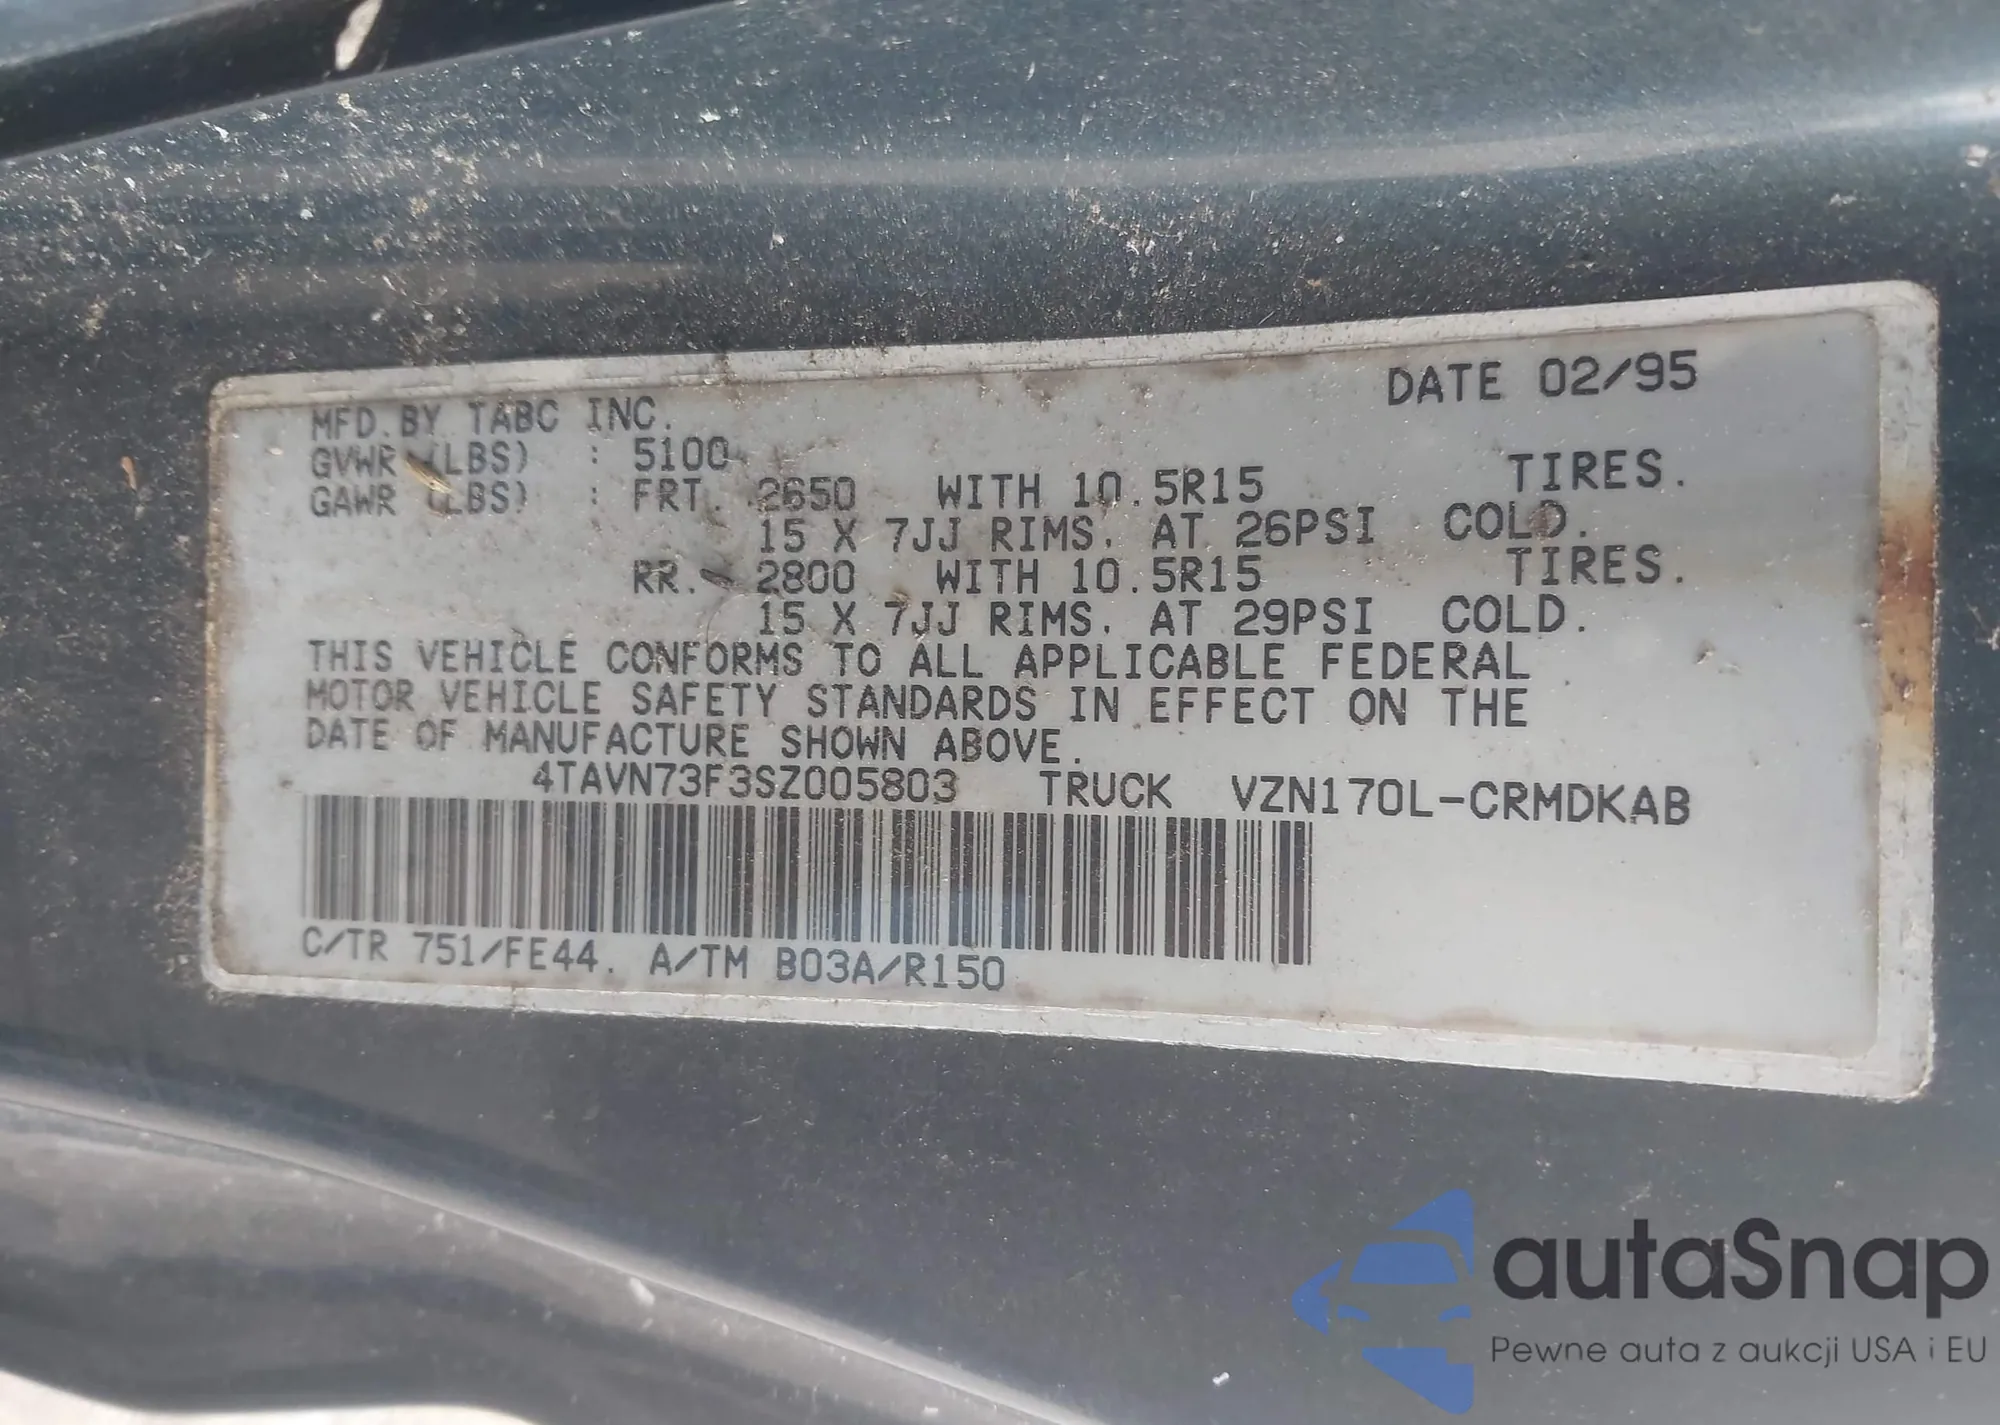 DATE 02/95
MFD. BY TABC INC.
GVWR (LBS) : 5100
GAWR (LBS) : FRT. 2650 WITH 10.5R15 TIRES.
15 X 7JJ RIMS. AT 26PSI COLD.
RR. 2800 WITH 10.5R15 TIRES.
15 X 7JJ RIMS. AT 29PSI COLD.
THIS VEHICLE CONFORMS TO ALL APPLICABLE FEDERAL
MOTOR VEHICLE SAFETY STANDARDS IN EFFECT ON THE
DATE OF MANUFACTURE SHOWN ABOVE.
4TAVN73F3SZ005803 TRUCK VZN170L-CRMDKAB
C/TR 751/FE44. A/TM B03A/R150
autaSnap
Pewne auta z aukcji USA i EU